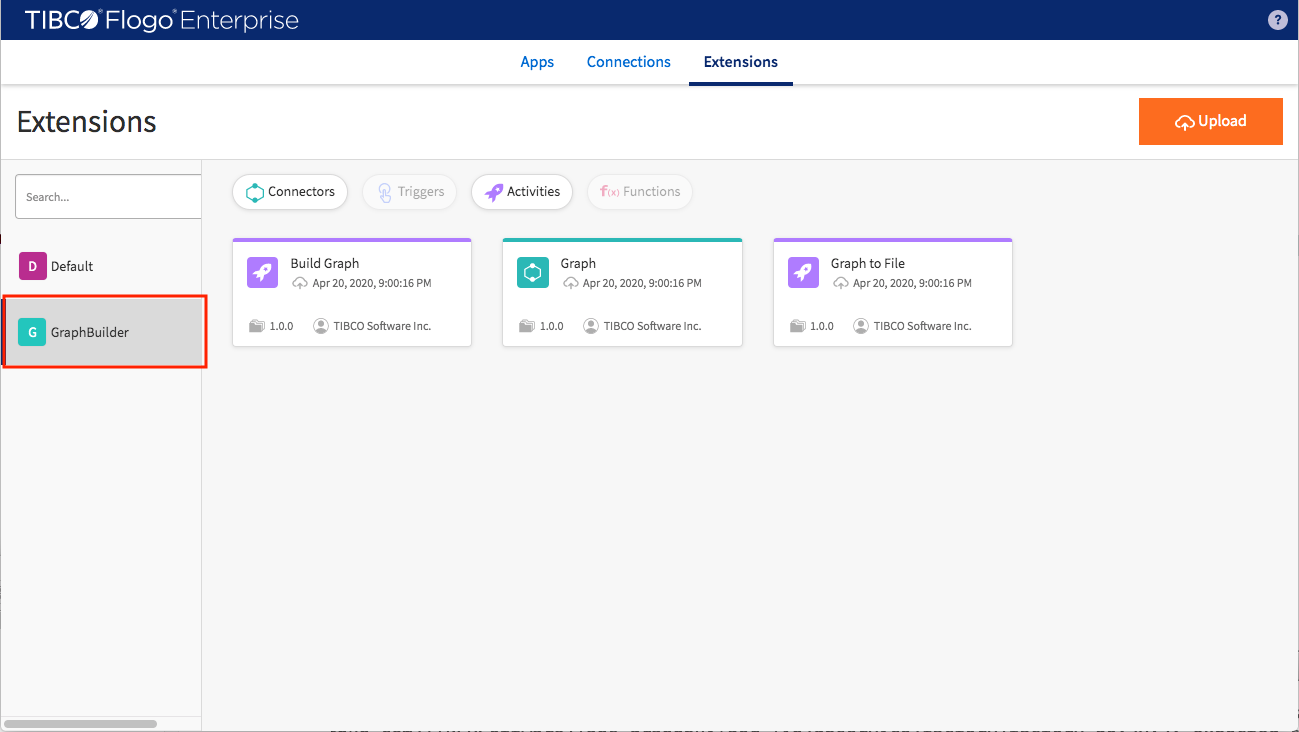 TIBCO® Flogo® Enterprise
?
Apps Connections Extensions
Extensions
Upload
Search...
Connectors Triggers Activities f(x) Functions
D Default
G GraphBuilder
Build Graph
Apr 20, 2020, 9:00:16 PM
1.0.0 TIBCO Software Inc.
Graph
Apr 20, 2020, 9:00:16 PM
1.0.0 TIBCO Software Inc.
Graph to File
Apr 20, 2020, 9:00:16 PM
1.0.0 TIBCO Software Inc.